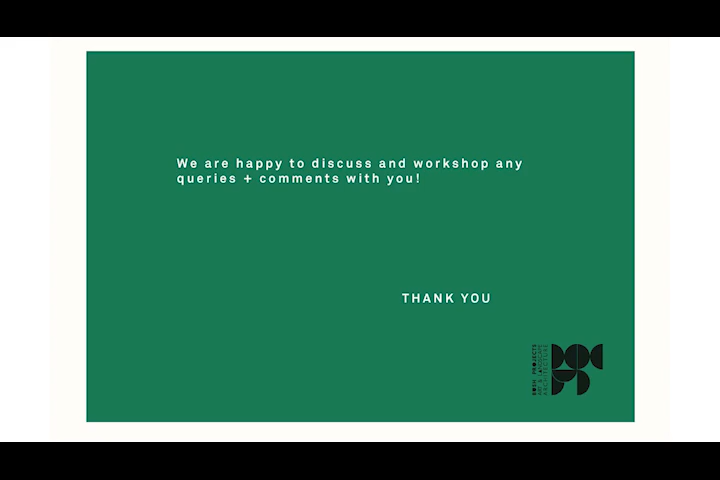 We are happy to discuss and workshop any
queries + comments with you!
THANK YOU